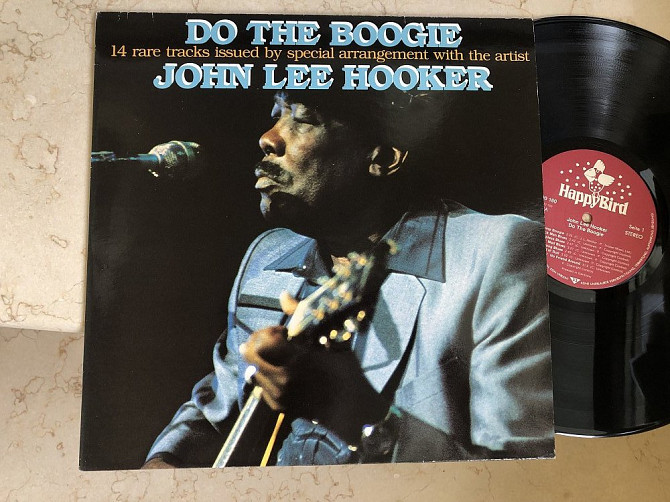 DO THE BOOGIE
14 rare tracks issued by special arrangement with the artist
JOHN LEE HOOKER
HappyBird
Seite 1
STEREO
John Lee Hooker
Do The Boogie